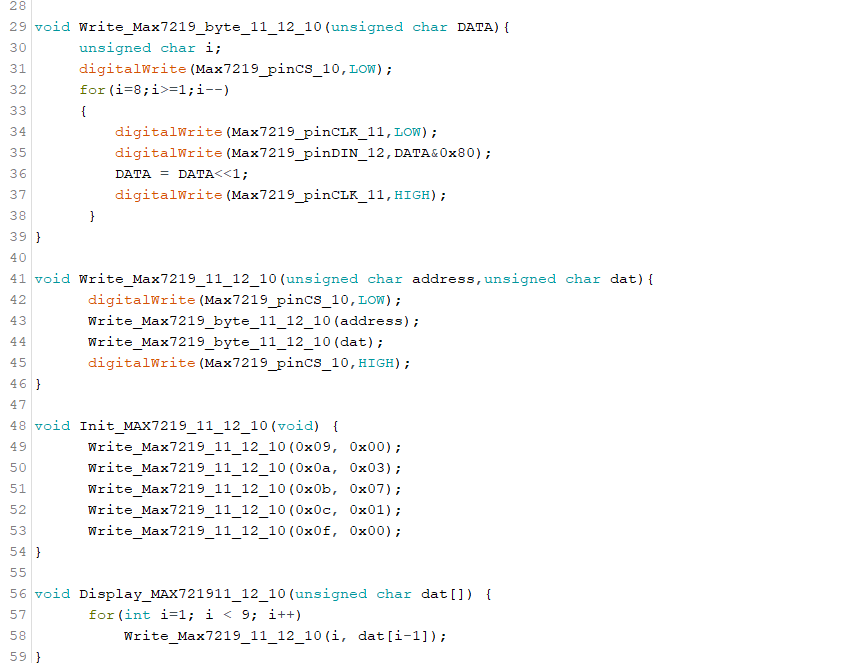 28
29 void Write_Max7219_byte_11_12_10(unsigned char DATA){
30 unsigned char i;
31 digitalWrite(Max7219_pinCS_10,LOW);
32 for(i=8;i>=1;i--)
33 {
34 digitalWrite(Max7219_pinCLK_11,LOW);
35 digitalWrite(Max7219_pinDIN_12,DATA&0x80);
36 DATA = DATA<<1;
37 digitalWrite(Max7219_pinCLK_11,HIGH);
38 }
39 }
40
41 void Write_Max7219_11_12_10(unsigned char address,unsigned char dat){
42 digitalWrite(Max7219_pinCS_10,LOW);
43 Write_Max7219_byte_11_12_10(address);
44 Write_Max7219_byte_11_12_10(dat);
45 digitalWrite(Max7219_pinCS_10,HIGH);
46 }
47
48 void Init_MAX7219_11_12_10(void) {
49 Write_Max7219_11_12_10(0x09, 0x00);
50 Write_Max7219_11_12_10(0x0a, 0x03);
51 Write_Max7219_11_12_10(0x0b, 0x07);
52 Write_Max7219_11_12_10(0x0c, 0x01);
53 Write_Max7219_11_12_10(0x0f, 0x00);
54 }
55
56 void Display_MAX721911_12_10(unsigned char dat[]) {
57 for(int i=1; i < 9; i++)
58 Write_Max7219_11_12_10(i, dat[i-1]);
59 }